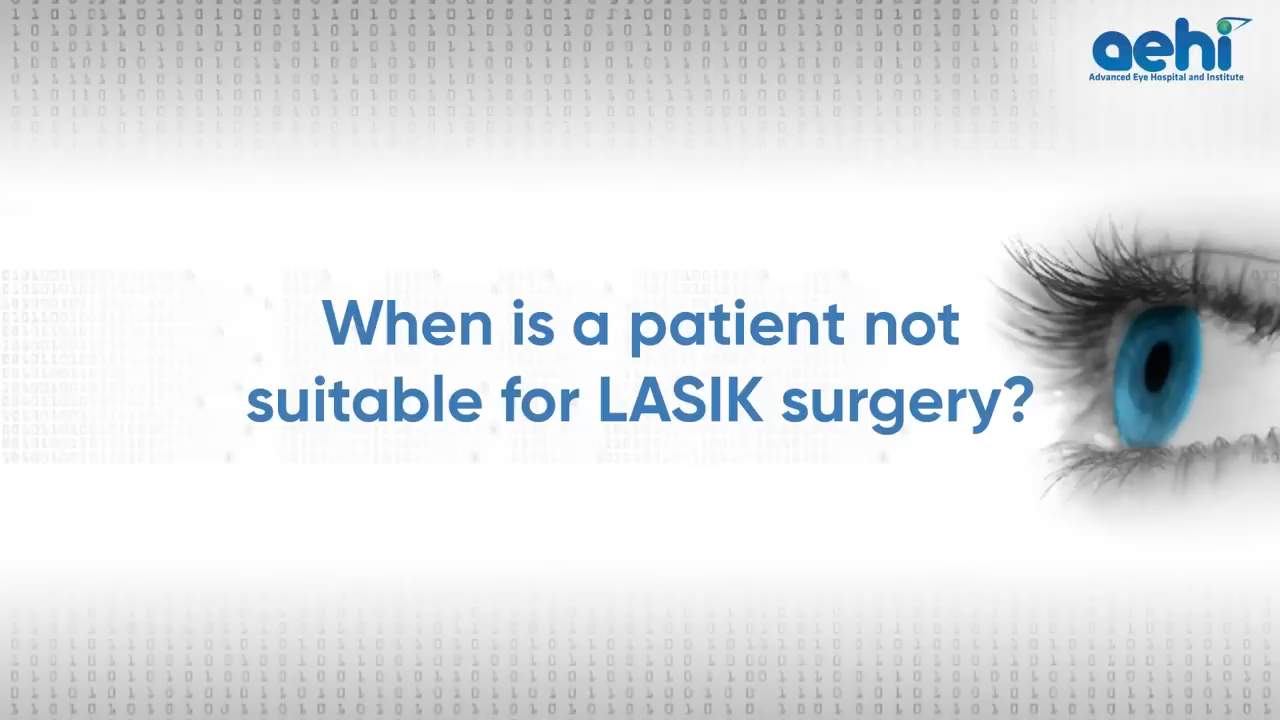 aehi
Advanced Eye Hospital and Institute
When is a patient not
suitable for LASIK surgery?